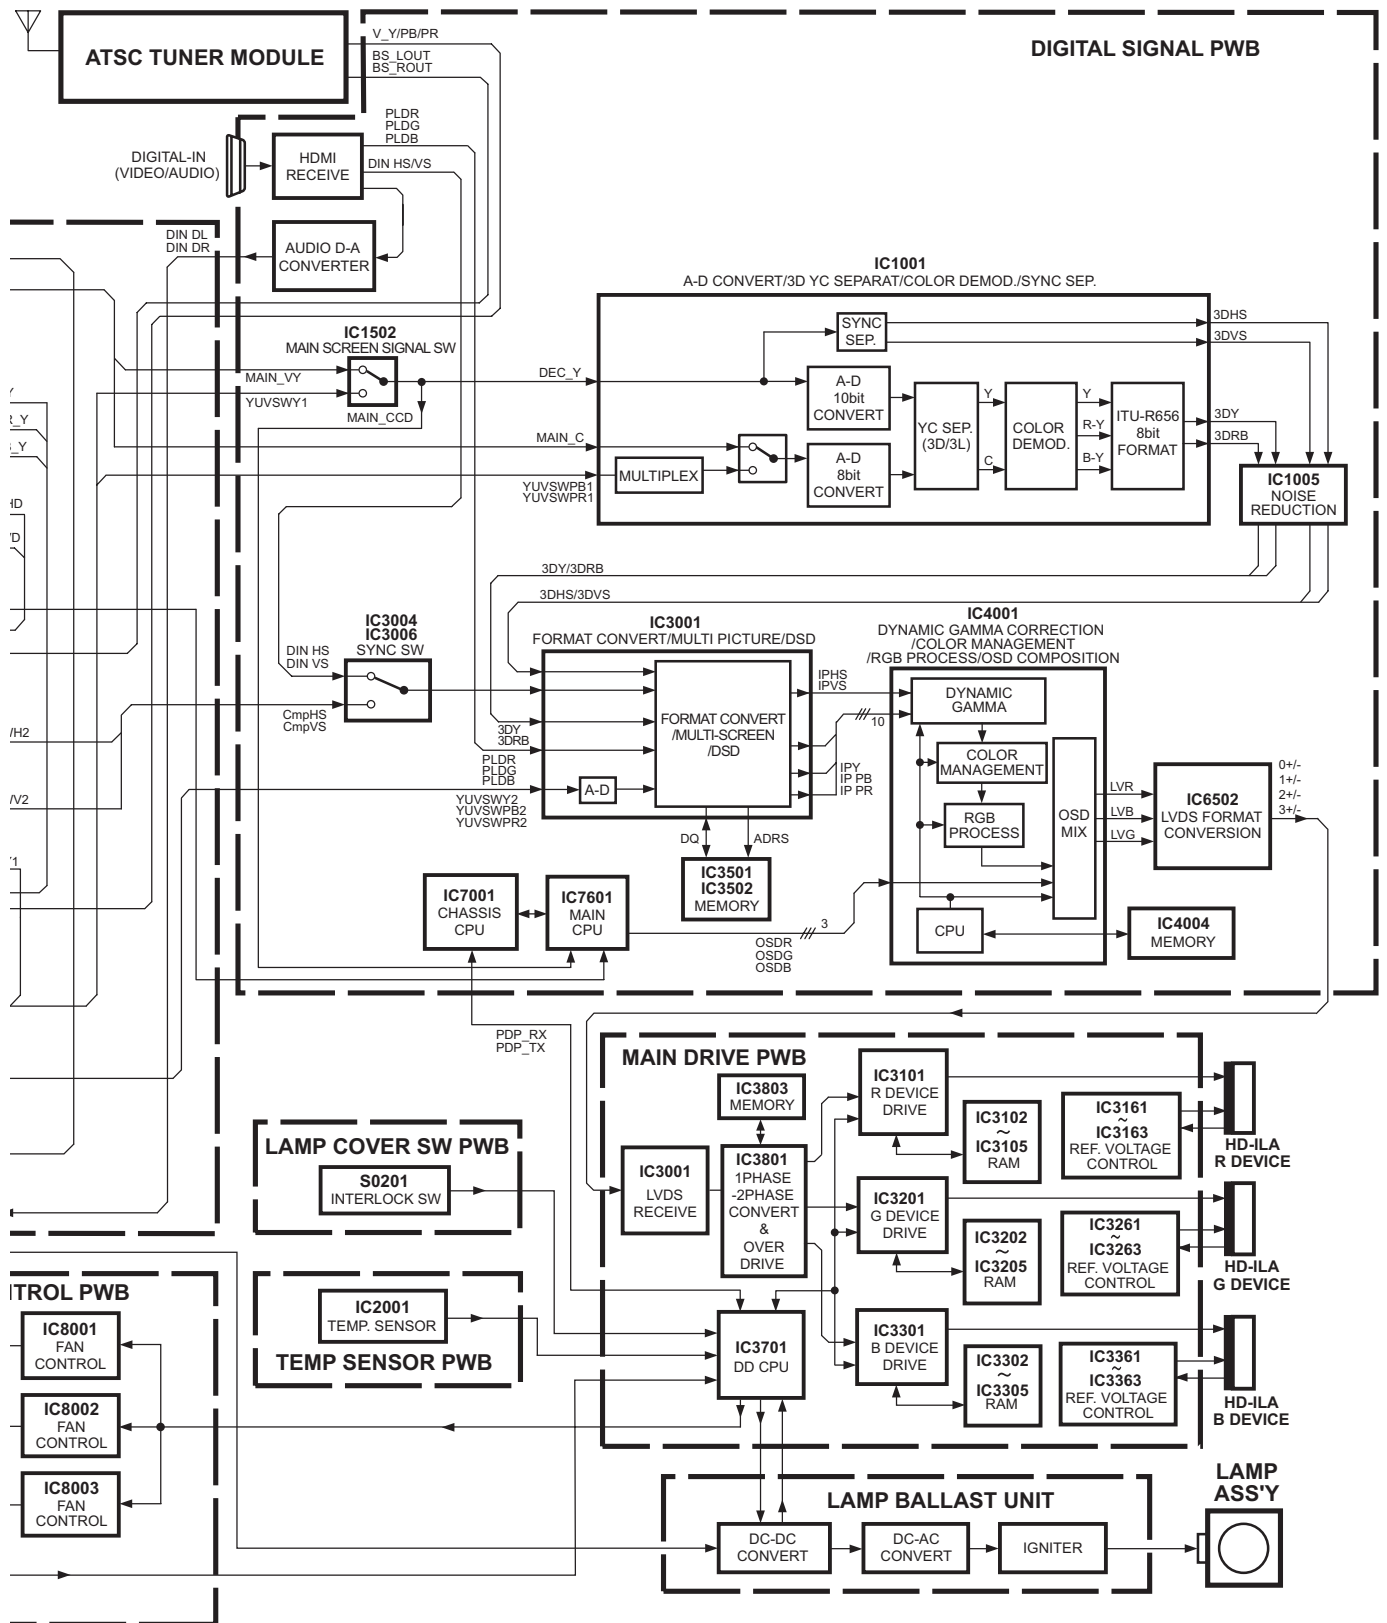 ATSC TUNER MODULE
V_Y/PB/PR
BS_LOUT
BS_ROUT
DIGITAL SIGNAL PWB
PLDR
PLDG
PLDB
DIGITAL-IN
(VIDEO/AUDIO)
HDMI
RECEIVE
DIN HS/VS
DIN DL
DIN DR
AUDIO D-A
CONVERTER
IC1001
A-D CONVERT/3D YC SEPARAT/COLOR DEMOD./SYNC SEP.
IC1502
MAIN SCREEN SIGNAL SW
MAIN_VY
YUVSWY1
MAIN_CCD
DEC_Y
MAIN_C
YUVSWPB1
YUVSWPR1
SYNC
SEP.
A-D
10bit
CONVERT
MULTIPLEX
A-D
8bit
CONVERT
YC SEP.
(3D/3L)
Y
C
COLOR
DEMOD.
Y
R-Y
B-Y
ITU-R656
8bit
FORMAT
3DHS
3DVS
3DY
3DRB
IC1005
NOISE
REDUCTION
Y
R_Y
B_Y
HD
/D
/H2
/V2
Y1
3DY/3DRB
3DHS/3DVS
IC3004
IC3006
SYNC SW
DIN HS
DIN VS
CmpHS
CmpVS
IC3001
FORMAT CONVERT/MULTI PICTURE/DSD
3DY
3DRB
PLDR
PLDG
PLDB
YUVSWY2
YUVSWPB2
YUVSWPR2
A-D
FORMAT CONVERT
/MULTI-SCREEN
/DSD
IPHS
IPVS
10
IPY
IP PB
IP PR
DQ
ADRS
IC3501
IC3502
MEMORY
IC4001
DYNAMIC GAMMA CORRECTION
/COLOR MANAGEMENT
/RGB PROCESS/OSD COMPOSITION
DYNAMIC
GAMMA
COLOR
MANAGEMENT
RGB
PROCESS
OSD
MIX
CPU
LVR
LVB
LVG
IC6502
LVDS FORMAT
CONVERSION
0+/-
1+/-
2+/-
3+/-
IC4004
MEMORY
IC7001
CHASSIS
CPU
IC7601
MAIN
CPU
3
OSDR
OSDG
OSDB
PDP_RX
PDP_TX
MAIN DRIVE PWB
IC3803
MEMORY
IC3001
LVDS
RECEIVE
IC3801
1PHASE
-2PHASE
CONVERT
&
OVER
DRIVE
IC3101
R DEVICE
DRIVE
IC3102
~
IC3105
RAM
IC3161
~
IC3163
REF. VOLTAGE
CONTROL
HD-ILA
R DEVICE
IC3201
G DEVICE
DRIVE
IC3202
~
IC3205
RAM
IC3261
~
IC3263
REF. VOLTAGE
CONTROL
HD-ILA
G DEVICE
IC3301
B DEVICE
DRIVE
IC3302
~
IC3305
RAM
IC3361
~
IC3363
REF. VOLTAGE
CONTROL
HD-ILA
B DEVICE
IC3701
DD CPU
LAMP COVER SW PWB
S0201
INTERLOCK SW
IC2001
TEMP. SENSOR
TEMP SENSOR PWB
TROL PWB
IC8001
FAN
CONTROL
IC8002
FAN
CONTROL
IC8003
FAN
CONTROL
LAMP BALLAST UNIT
DC-DC
CONVERT
DC-AC
CONVERT
IGNITER
LAMP
ASS'Y